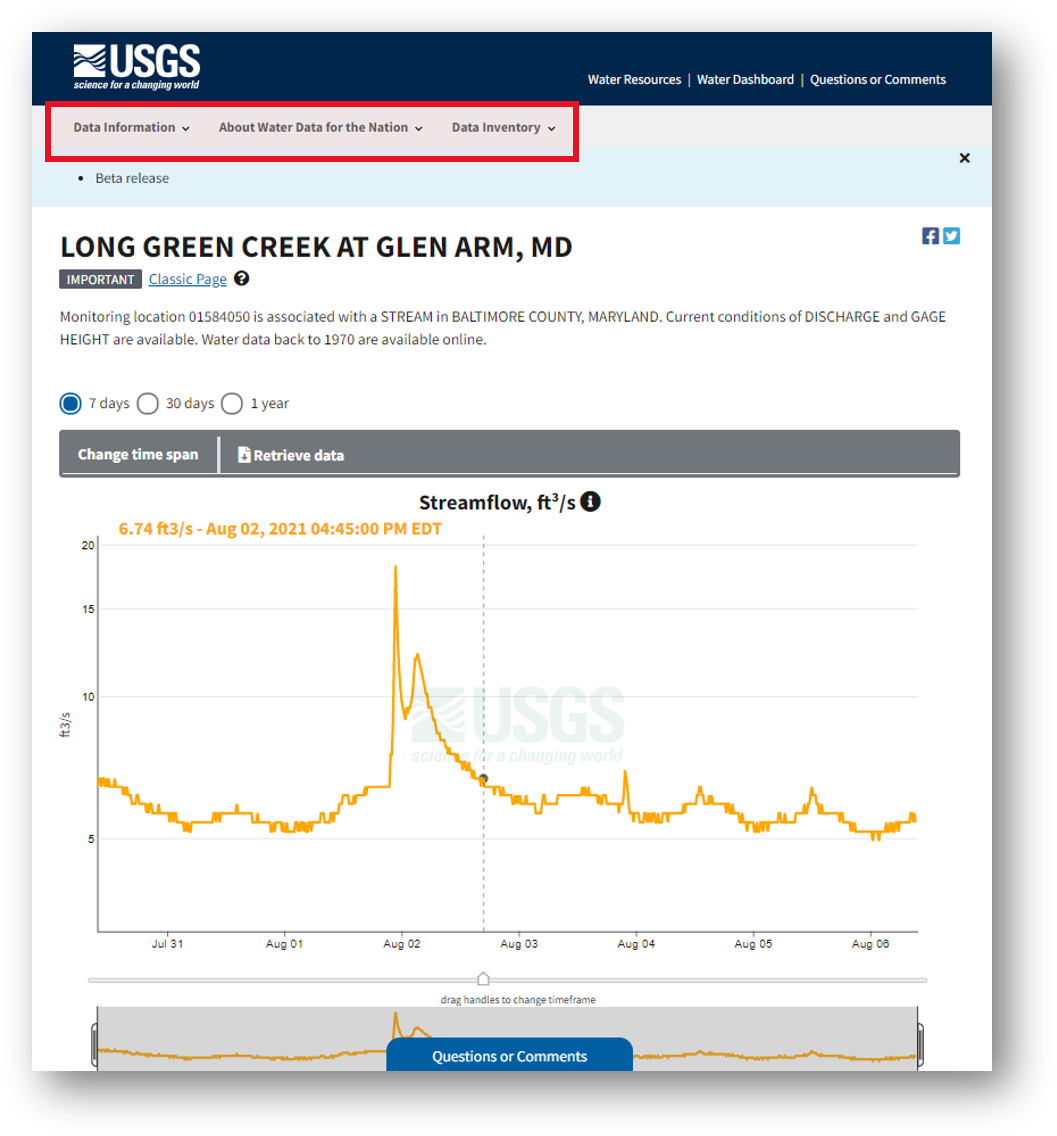 USGS
science for a changing world
Water Resources | Water Dashboard | Questions or Comments
Data Information About Water Data for the Nation Data Inventory
Beta release
LONG GREEN CREEK AT GLEN ARM, MD
IMPORTANT Classic Page
Monitoring location 01584050 is associated with a STREAM in BALTIMORE COUNTY, MARYLAND. Current conditions of DISCHARGE and GAGE
HEIGHT are available. Water data back to 1970 are available online.
7 days 30 days 1 year
Change time span Retrieve data
Streamflow, ft³/s
6.74 ft3/s - Aug 02, 2021 04:45:00 PM EDT
20
15
10
ft3/s
USGS
science for a changing world
5
Jul 31 Aug 01 Aug 02 Aug 03 Aug 04 Aug 05 Aug 06
drag handles to change timeframe
Questions or Comments